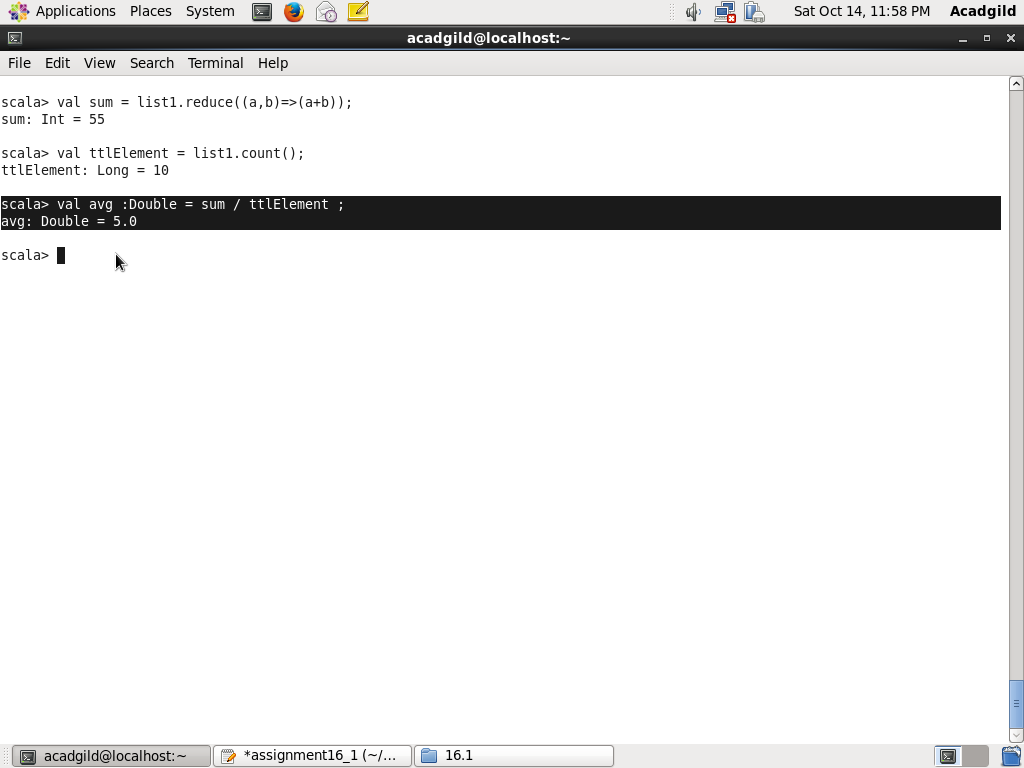 Applications Places System Sat Oct 14, 11:58 PM Acadgild
acadgild@localhost:~
File Edit View Search Terminal Help
scala> val sum = list1.reduce((a,b)=>(a+b));
sum: Int = 55
scala> val ttlElement = list1.count();
ttlElement: Long = 10
scala> val avg :Double = sum / ttlElement ;
avg: Double = 5.0
scala>
acadgild@localhost:~ *assignment16_1 (~/... 16.1